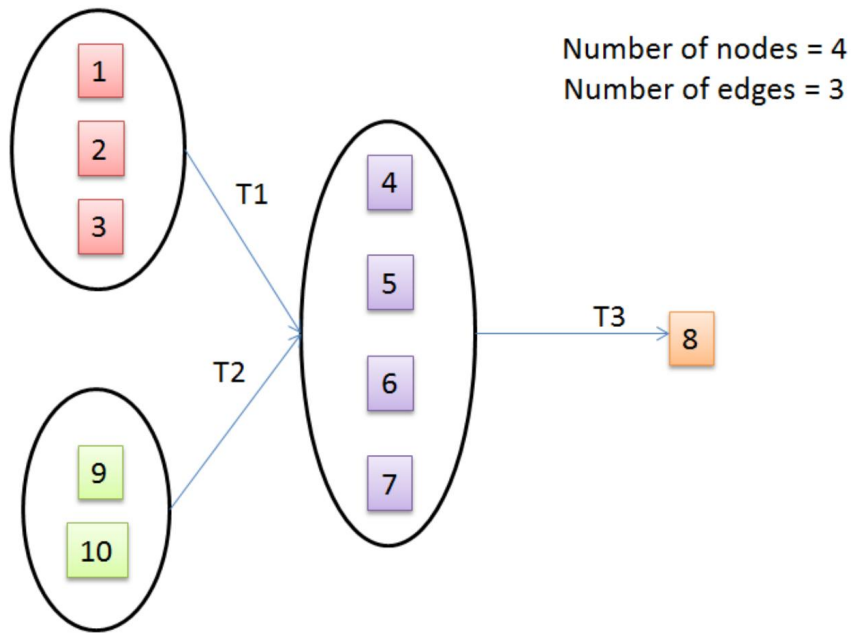 Number of nodes = 4
Number of edges = 3
1
2
3
T1
4
5
6
7
T2
9
10
T3
8